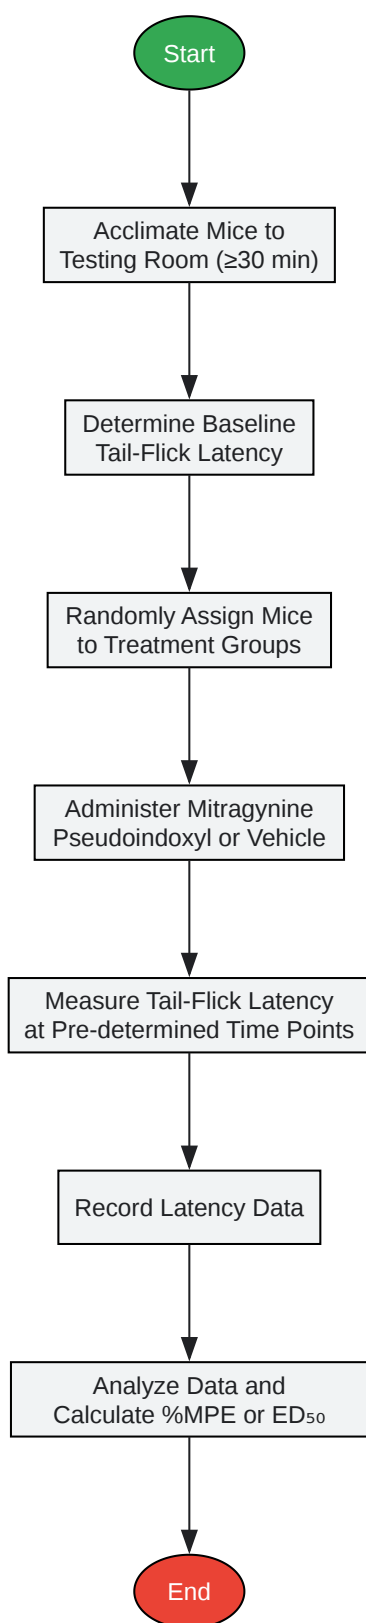 Start
Acclimate Mice to
Testing Room (≥30 min)
Determine Baseline
Tail-Flick Latency
Randomly Assign Mice
to Treatment Groups
Administer Mitragynine
Pseudoindoxyl or Vehicle
Measure Tail-Flick Latency
at Pre-determined Time Points
Record Latency Data
Analyze Data and
Calculate %MPE or ED₅₀
End